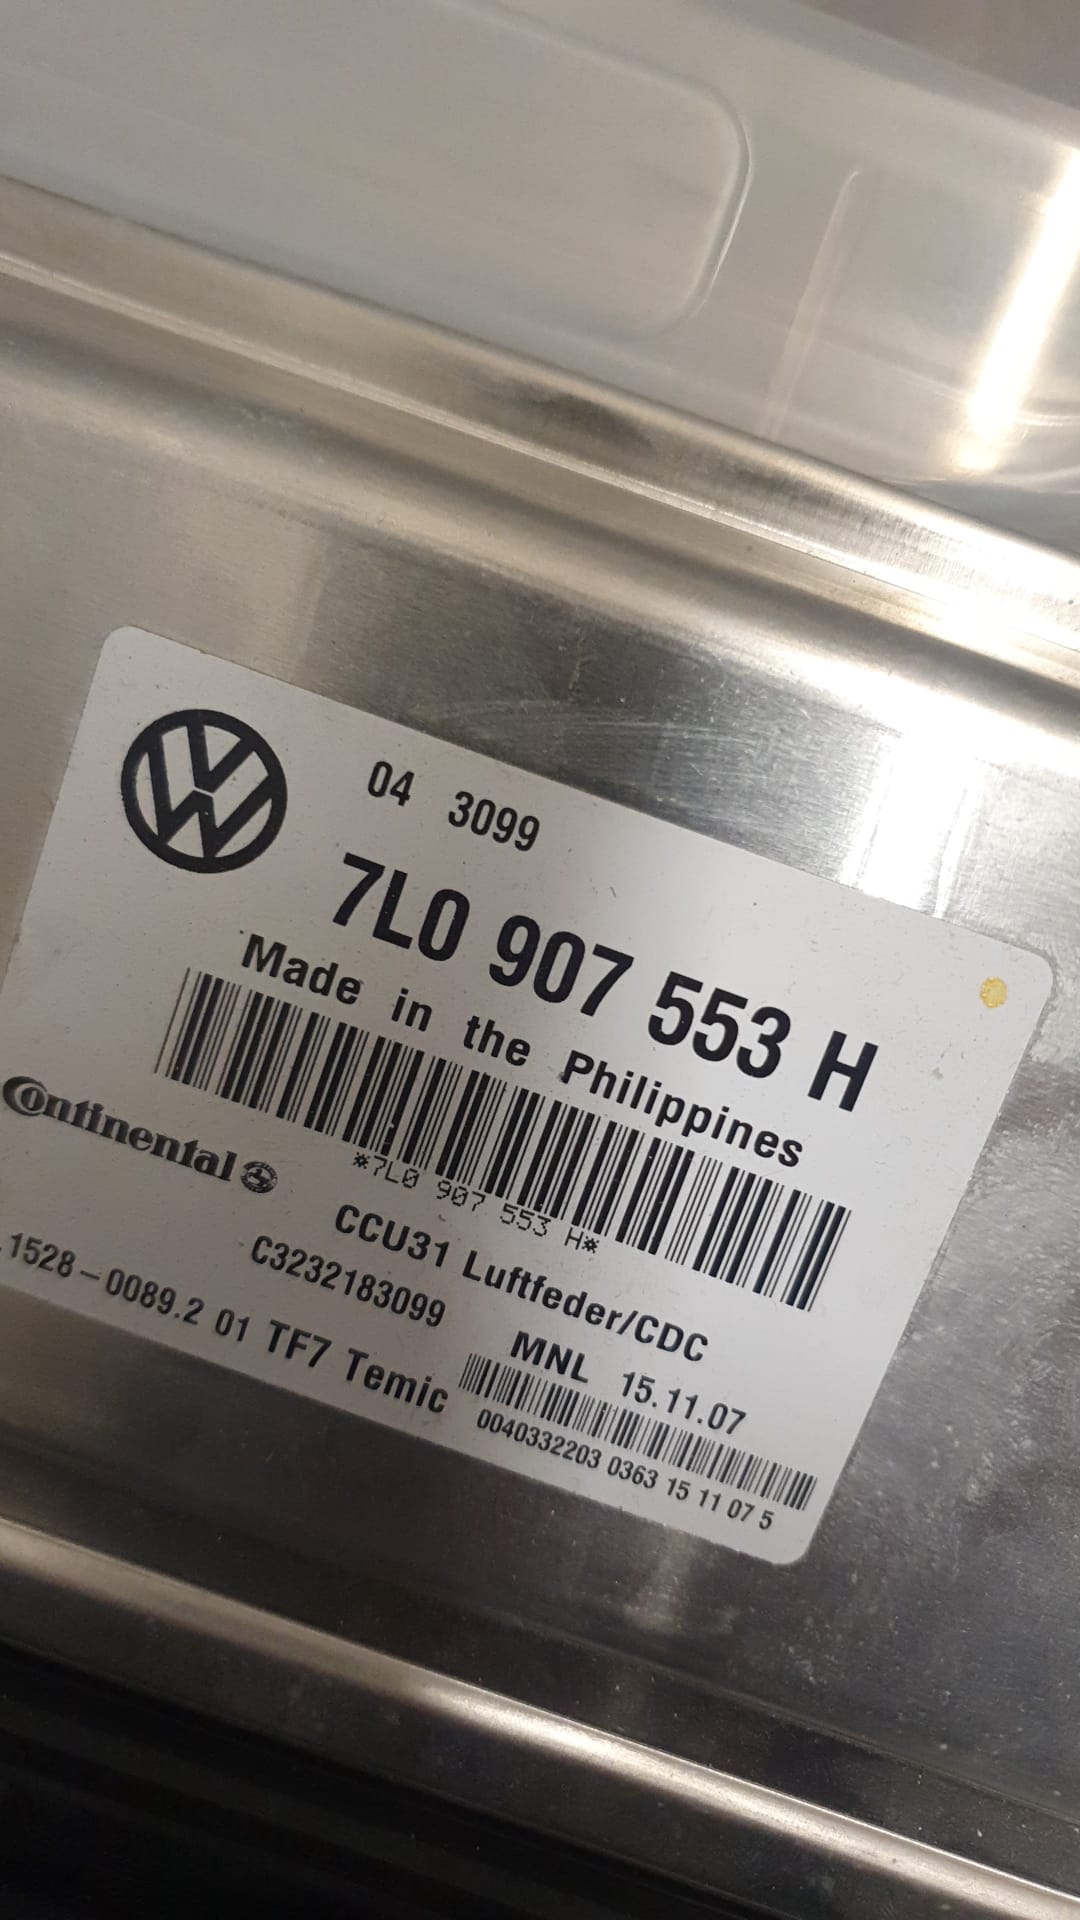 04 3099
7L0 907 553 H
Made in the Philippines
*7L0 907 553 H*
Continental
CCU31 Luftfeder/CDC
C3232183099
MNL 15.11.07
1528-0089.2 01 TF7 Temic
0040332203 0363 15 11 07 5